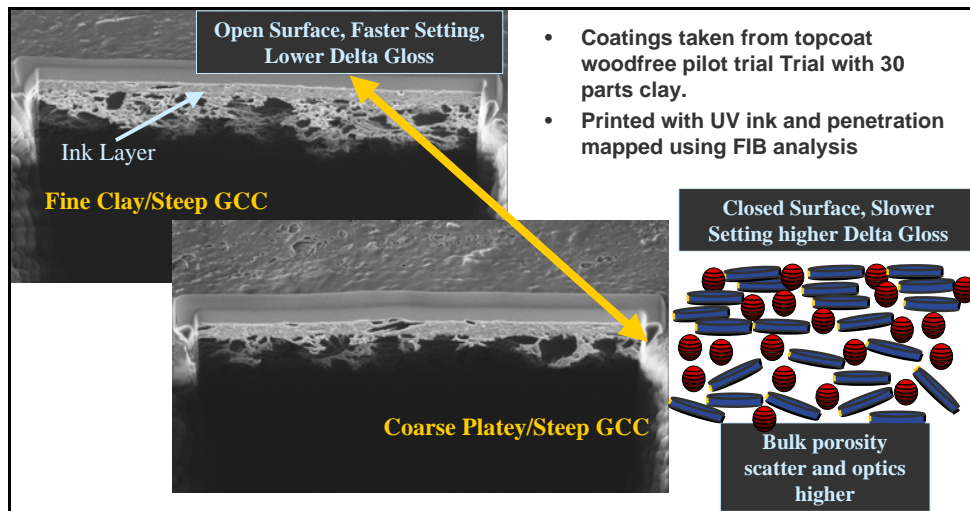 Open Surface, Faster Setting,
Lower Delta Gloss
Ink Layer
Fine Clay/Steep GCC
Coarse Platey/Steep GCC
• Coatings taken from topcoat
woodfree pilot trial Trial with 30
parts clay.
• Printed with UV ink and penetration
mapped using FIB analysis
Closed Surface, Slower
Setting higher Delta Gloss
Bulk porosity
scatter and optics
higher